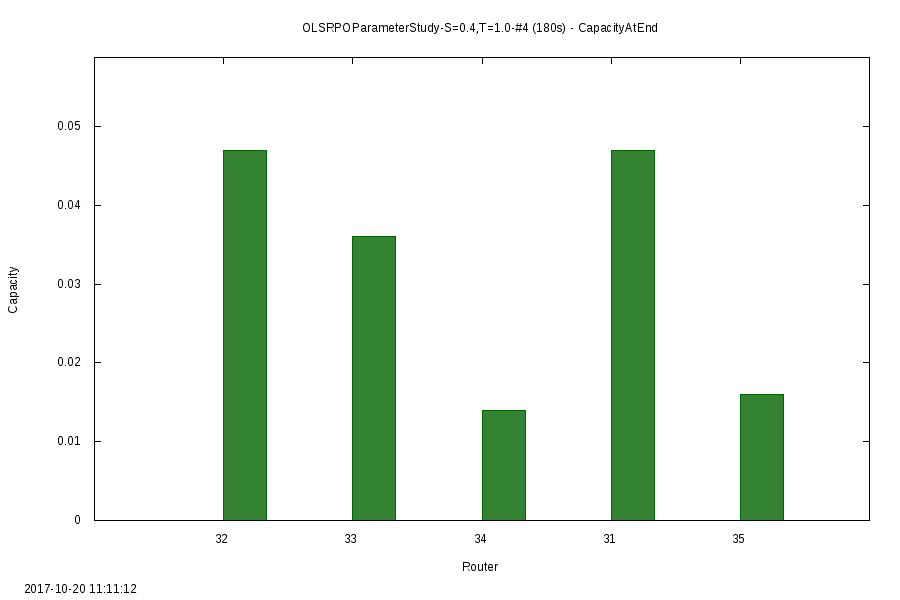 OLSRPOParameterStudy-S=0.4,T=1.0-#4 (180s) - CapacityAtEnd
0.05
0.04
0.03
0.02
0.01
0
Capacity
32 33 34 31 35
Router
2017-10-20 11:11:12